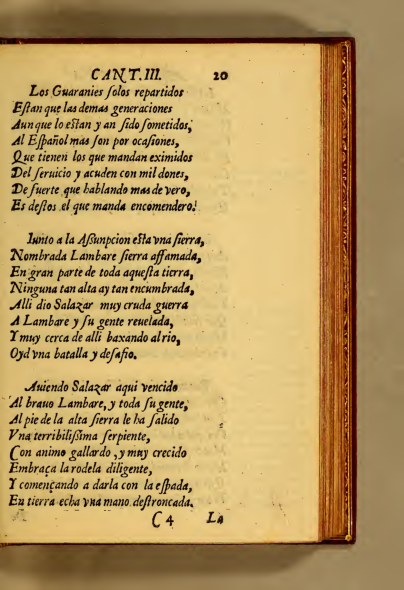 CANT. III. 20
Los Guaranies ſolos repartidos
Eſtan que las demas generaciones
Aunque lo eſtan y an ſido ſometidos,
Al Eſpañol mas ſon por ocaſiones,
Que tienen los que mandan eximidos
Del ſeruicio y acuden con mil dones,
De ſuerte que hablando mas de vero,
Es deſtos el que manda encomendero.
Iunto a la Aſsunpcion eſta vna ſierra,
Nombrada Lambare ſierra affamada,
En gran parte de toda aqueſta tierra,
Ninguna tan alta ay tan encumbrada,
Alli dio Salazar muy cruda guerra
A Lambare y ſu gente reuelada,
Y muy cerca de alli baxando al rio,
Oyd vna batalla y deſafio.
Auiendo Salazar aqui vencido
Al brauo Lambare, y toda ſu gente,
Al pie de la alta ſierra le ha ſalido
Vna terribiliſsima ſerpiente,
Con animo gallardo, y muy crecido
Embraça la rodela diligente,
Y començando a darla con la eſpada,
En tierra echa vna mano deſtroncada.
C 4 La